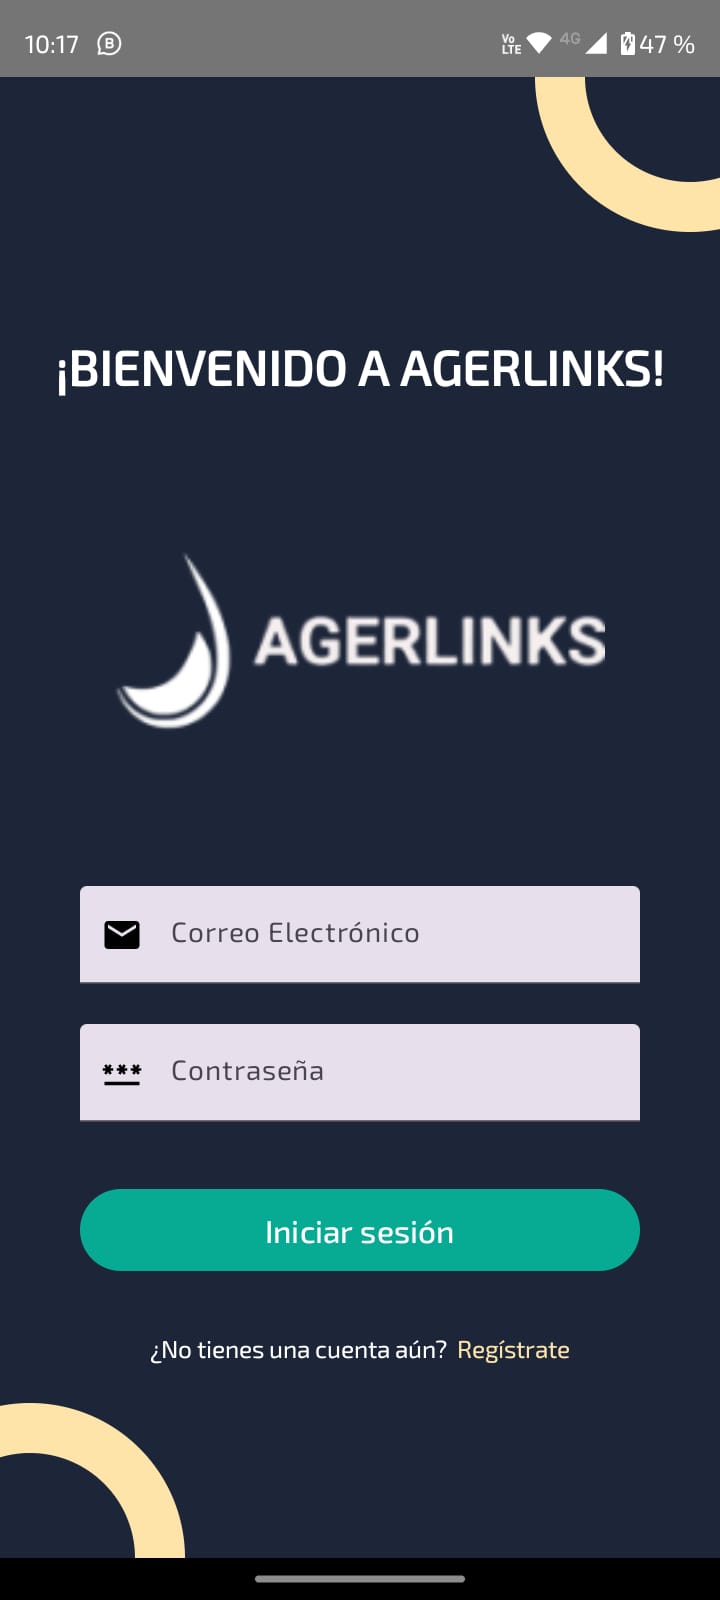 10:17 B Vo LTE 4G 47 %
¡BIENVENIDO A AGERLINKS!
AGERLINKS
Correo Electrónico
*** Contraseña
Iniciar sesión
¿No tienes una cuenta aún? Regístrate